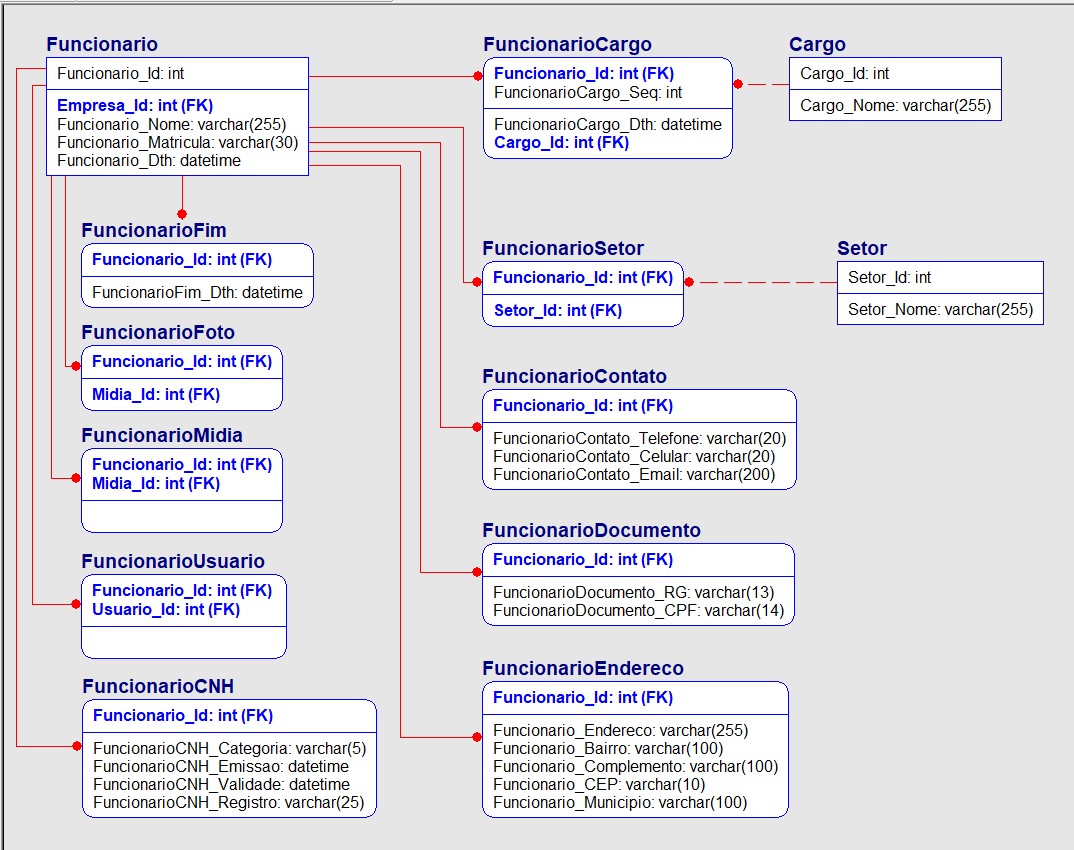 Funcionario
Funcionario_Id: int
Empresa_Id: int (FK)
Funcionario_Nome: varchar(255)
Funcionario_Matricula: varchar(30)
Funcionario_Dth: datetime
FuncionarioCargo
Funcionario_Id: int (FK)
FuncionarioCargo_Seq: int
FuncionarioCargo_Dth: datetime
Cargo_Id: int (FK)
Cargo
Cargo_Id: int
Cargo_Nome: varchar(255)
FuncionarioFim
Funcionario_Id: int (FK)
FuncionarioFim_Dth: datetime
FuncionarioSetor
Funcionario_Id: int (FK)
Setor_Id: int (FK)
Setor
Setor_Id: int
Setor_Nome: varchar(255)
FuncionarioFoto
Funcionario_Id: int (FK)
Midia_Id: int (FK)
FuncionarioContato
Funcionario_Id: int (FK)
FuncionarioContato_Telefone: varchar(20)
FuncionarioContato_Celular: varchar(20)
FuncionarioContato_Email: varchar(200)
FuncionarioMidia
Funcionario_Id: int (FK)
Midia_Id: int (FK)
FuncionarioDocumento
Funcionario_Id: int (FK)
FuncionarioDocumento_RG: varchar(13)
FuncionarioDocumento_CPF: varchar(14)
FuncionarioUsuario
Funcionario_Id: int (FK)
Usuario_Id: int (FK)
FuncionarioEndereco
Funcionario_Id: int (FK)
Funcionario_Endereco: varchar(255)
Funcionario_Bairro: varchar(100)
Funcionario_Complemento: varchar(100)
Funcionario_CEP: varchar(10)
Funcionario_Municipio: varchar(100)
FuncionarioCNH
Funcionario_Id: int (FK)
FuncionarioCNH_Categoria: varchar(5)
FuncionarioCNH_Emissao: datetime
FuncionarioCNH_Validade: datetime
FuncionarioCNH_Registro: varchar(25)